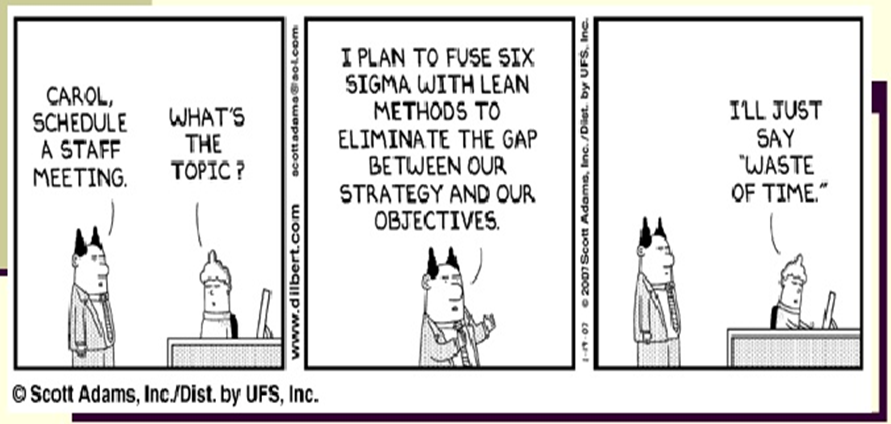 CAROL,
SCHEDULE
A STAFF
MEETING.
WHAT'S
THE
TOPIC?
www.dilbert.com
scottadams@aol.com
I PLAN TO FUSE SIX
SIGMA WITH LEAN
METHODS TO
ELIMINATE THE GAP
BETWEEN OUR
STRATEGY AND OUR
OBJECTIVES.
1-19-07 © 2007 Scott Adams, Inc./Dist. by UFS, Inc.
I'LL JUST
SAY
"WASTE
OF TIME."
© Scott Adams, Inc./Dist. by UFS, Inc.